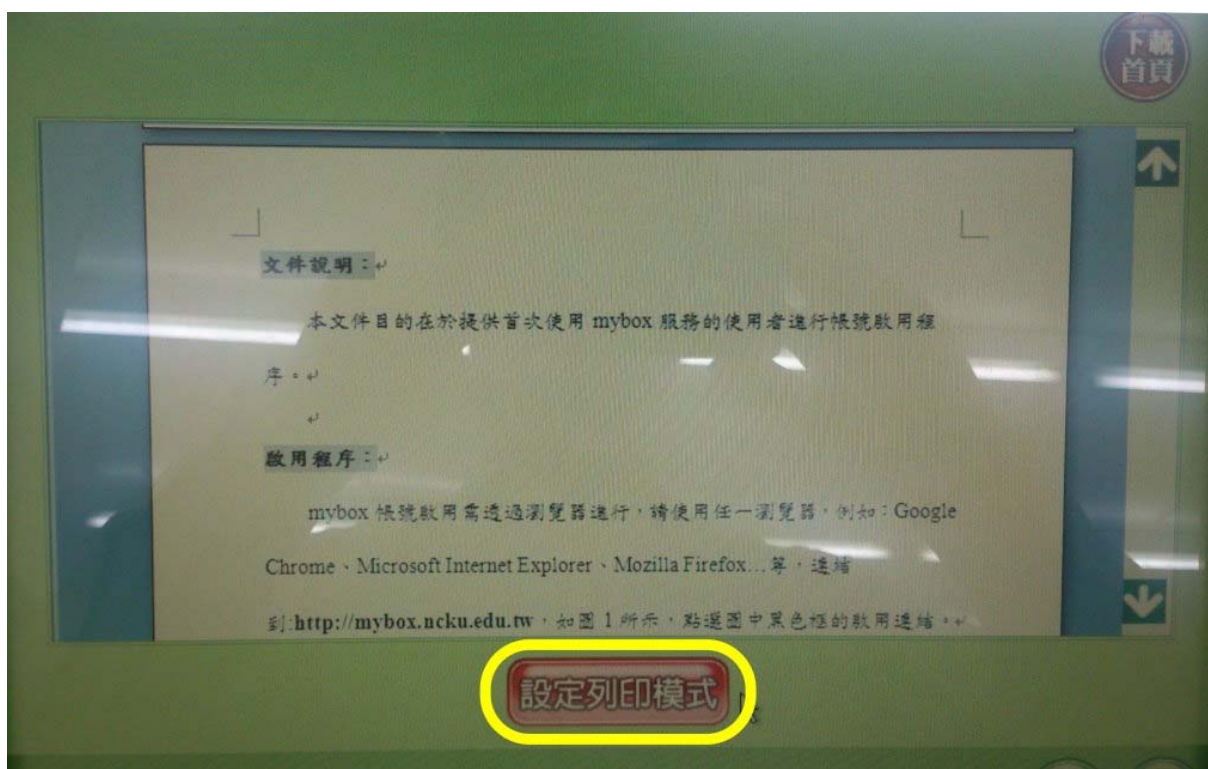 下載
首頁
文件說明：
本文件目的在於提供首次使用 mybox 服務的使用者進行帳號啟用程
序。
啟用程序：
mybox 帳號啟用需透過瀏覽器進行，請使用任一瀏覽器，例如：Google
Chrome、Microsoft Internet Explorer、Mozilla Firefox…等，連結
到:http://mybox.ncku.edu.tw，如圖 1 所示，點選圖中黑色框的啟用連結。
設定列印模式